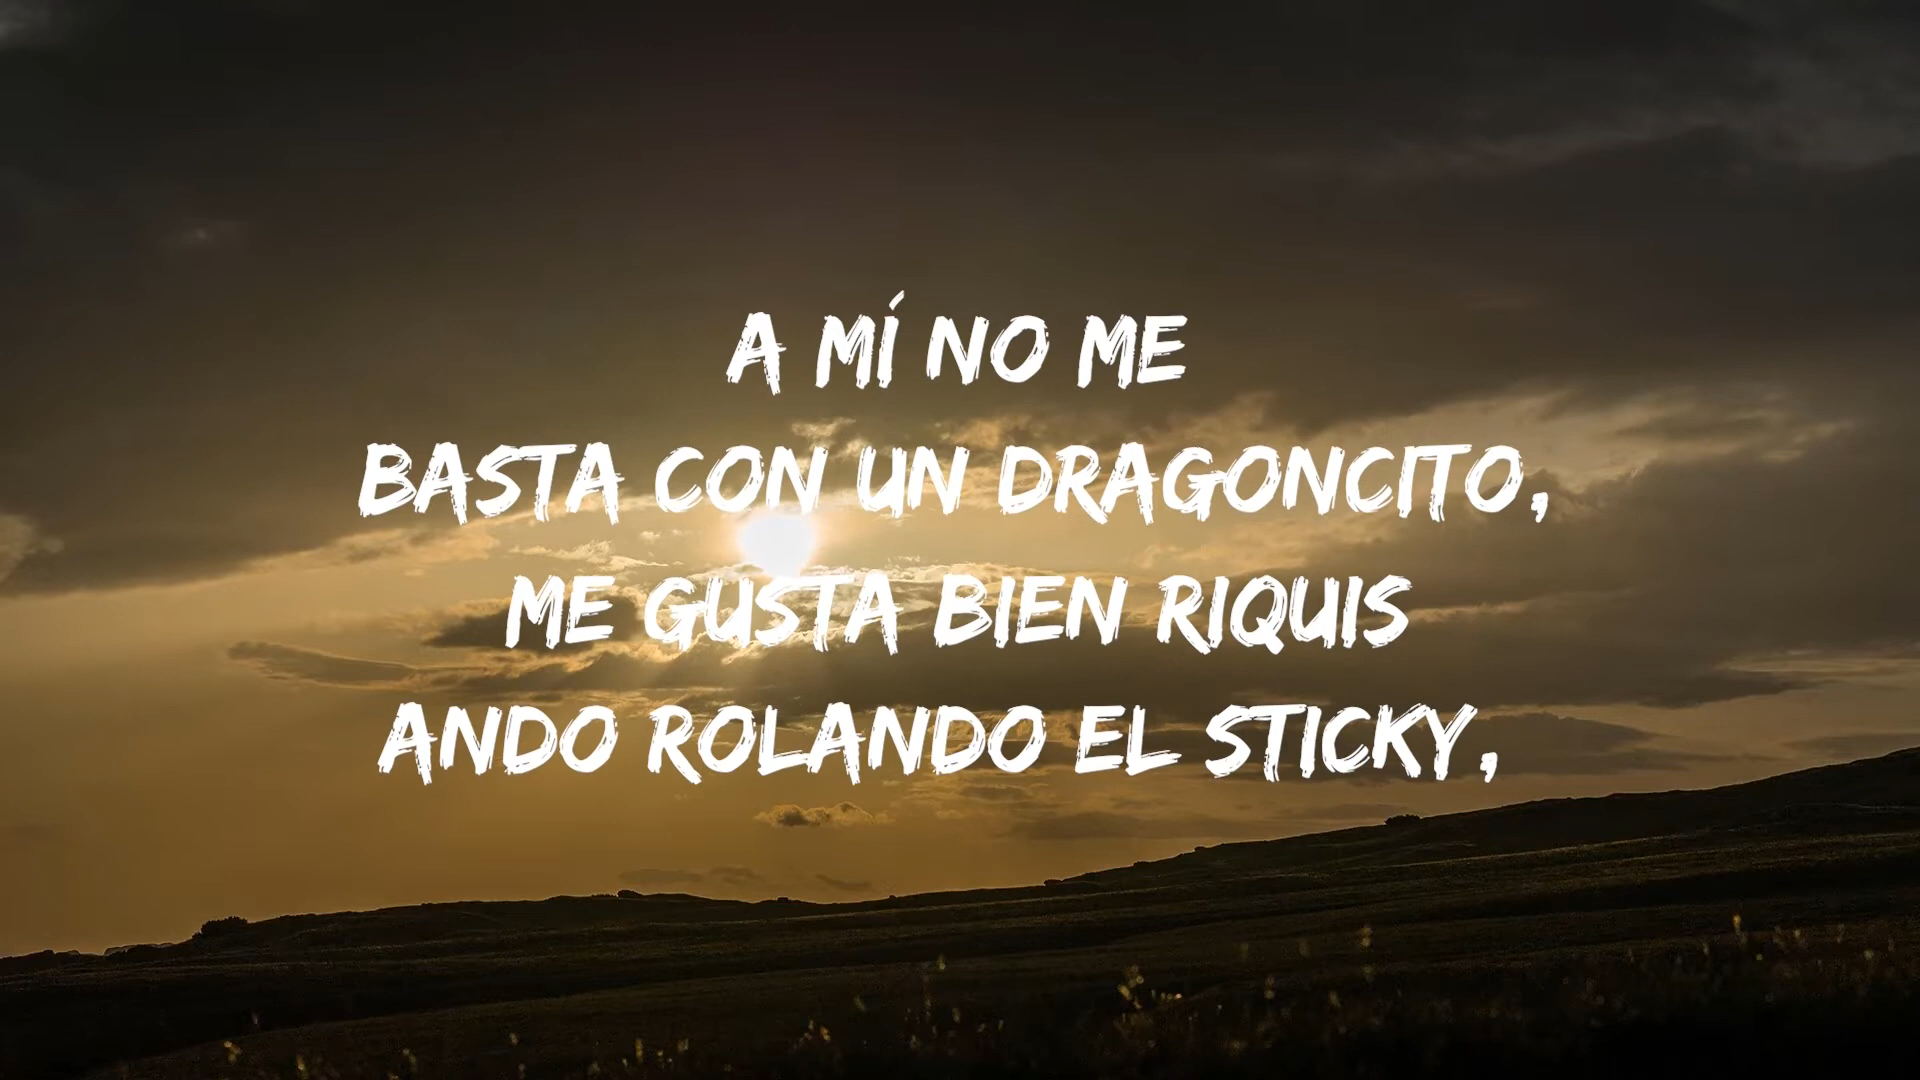 A MÍ NO ME
BASTA CON UN DRAGONCITO,
ME GUSTA BIEN RIQUIS
ANDO ROLANDO EL STICKY,